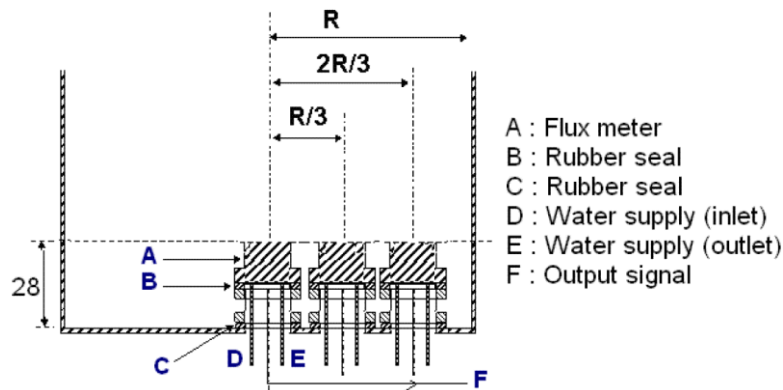 R
2R/3
R/3
A : Flux meter
B : Rubber seal
C : Rubber seal
D : Water supply (inlet)
E : Water supply (outlet)
F : Output signal
A
28
B
C
D
E
F